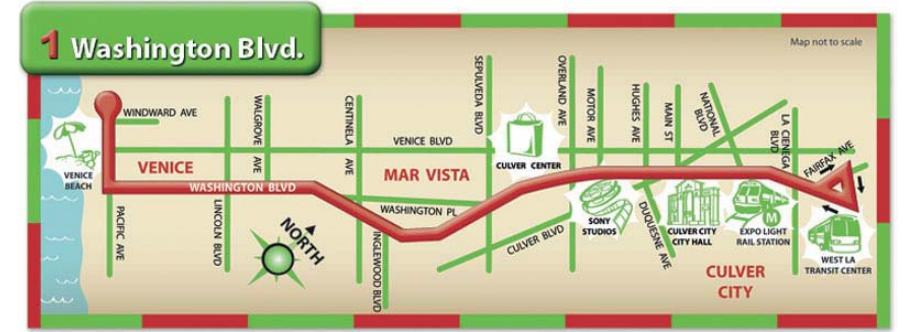 1 Washington Blvd.
Map not to scale
WINDWARD AVE
WALGROVE AVE
CENTINELA AVE
SEPULVEDA BLVD
OVERLAND AVE
MOTOR AVE
HUGHES AVE
MAIN ST
NATIONAL BLVD
LA CIENEGA BLVD
FAIRFAX AVE
VENICE BLVD
CULVER CENTER
VENICE BEACH
VENICE
MAR VISTA
WASHINGTON BLVD
WASHINGTON PL
PACIFIC AVE
LINCOLN BLVD
NORTH
INGLEWOOD BLVD
CULVER BLVD
SONY
STUDIOS
DUQUESNE AVE
CULVER CITY
CITY HALL
EXPO LIGHT
RAIL STATION
M
WEST LA
TRANSIT CENTER
CULVER
CITY